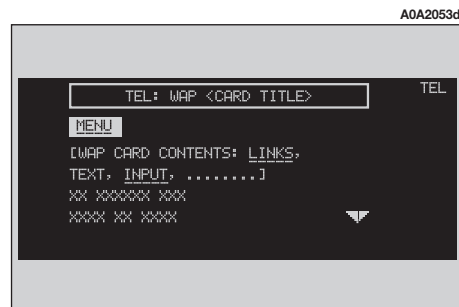 A0A2053d
TEL: WAP <CARD TITLE>
TEL
MENU
[WAP CARD CONTENTS: LINKS,
TEXT, INPUT, ........]
XX XXXXXX XXX
XXXX XX XXXX